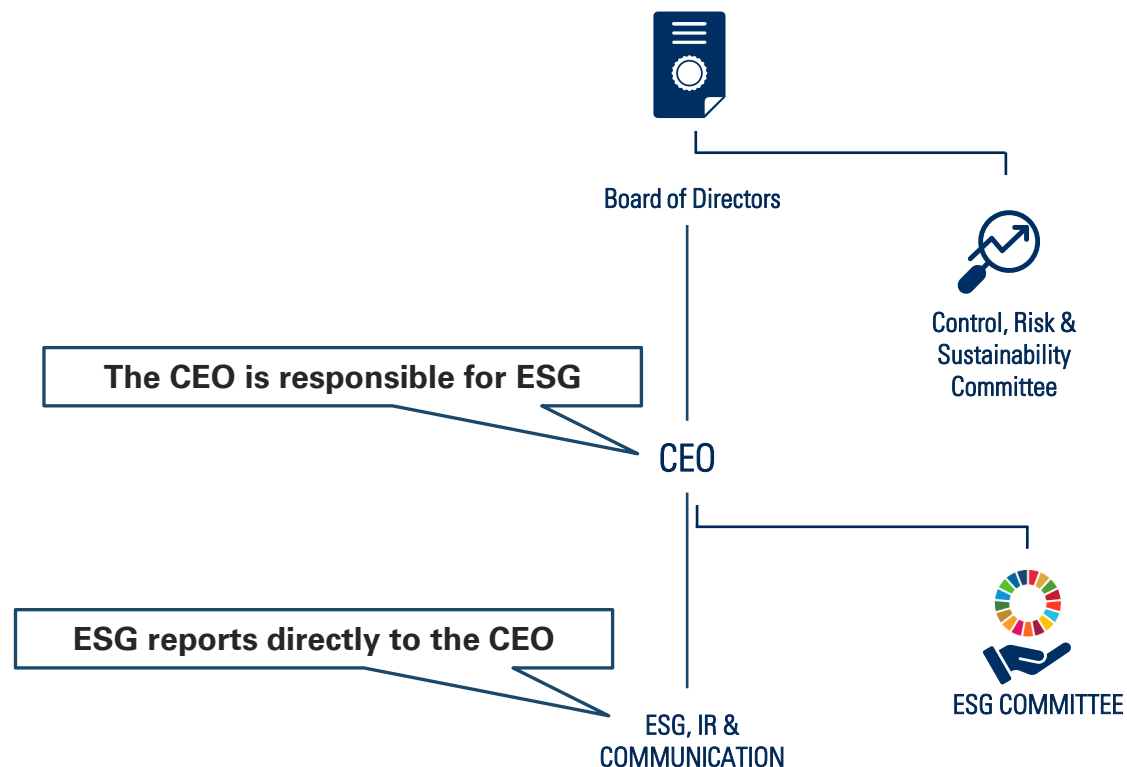 Board of Directors
Control, Risk &
Sustainability
Committee
The CEO is responsible for ESG
CEO
ESG reports directly to the CEO
ESG COMMITTEE
ESG, IR &
COMMUNICATION